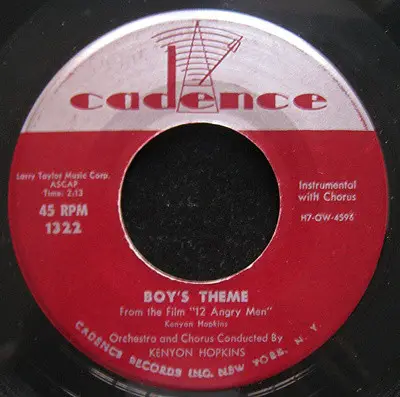 cadence
Larry Taylor Music Corp.
ASCAP
Time: 2:13
45 RPM
1322
Instrumental
with Chorus
H7-OW-4596
BOY'S THEME
From the Film "12 Angry Men"
Kenyon Hopkins
Orchestra and Chorus Conducted By
KENYON HOPKINS
CADENCE RECORDS INC. NEW YORK, N. Y.